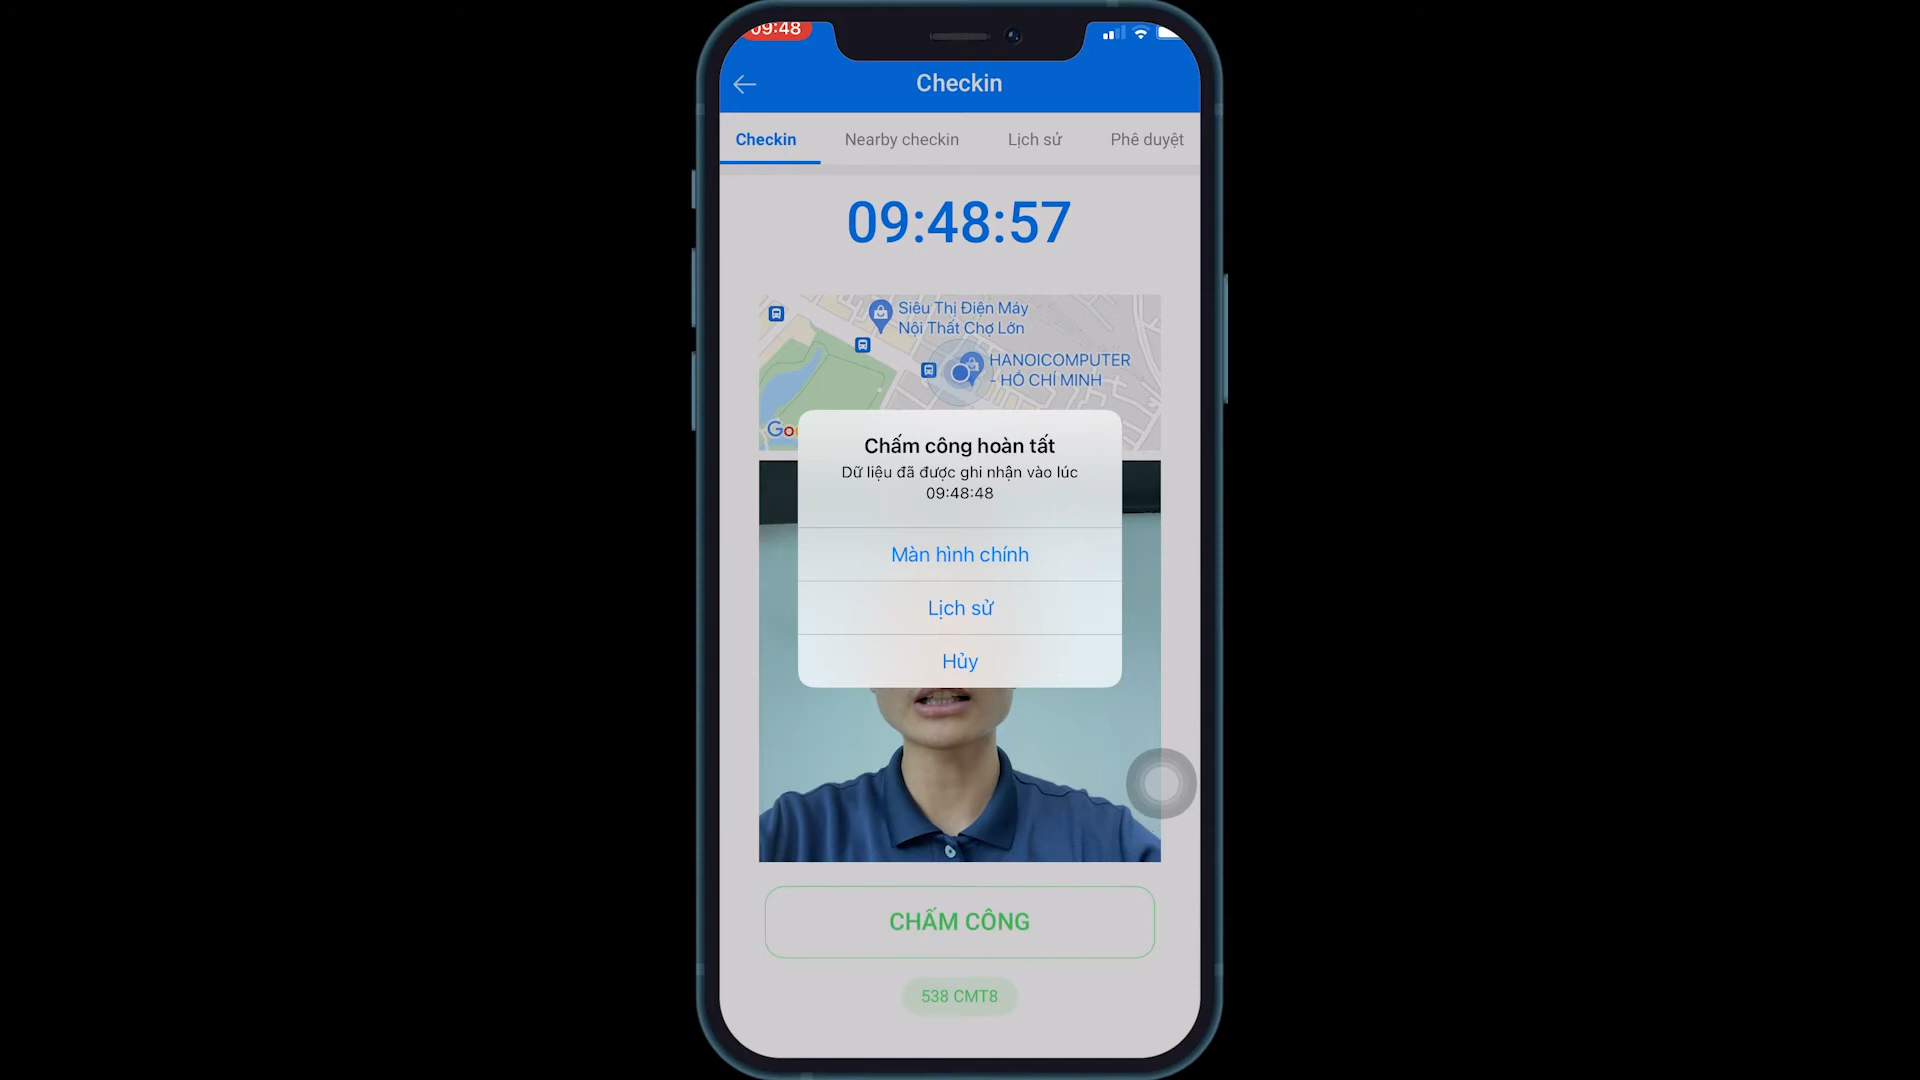 09:48
Checkin
Checkin
Nearby checkin
Lịch sử
Phê duyệt
09:48:57
Siêu Thị Điện Máy
Nội Thất Chợ Lớn
HANOICOMPUTER
- HỒ CHÍ MINH
Chấm công hoàn tất
Dữ liệu đã được ghi nhận vào lúc
09:48:48
Màn hình chính
Lịch sử
Hủy
CHẤM CÔNG
538 CMT8